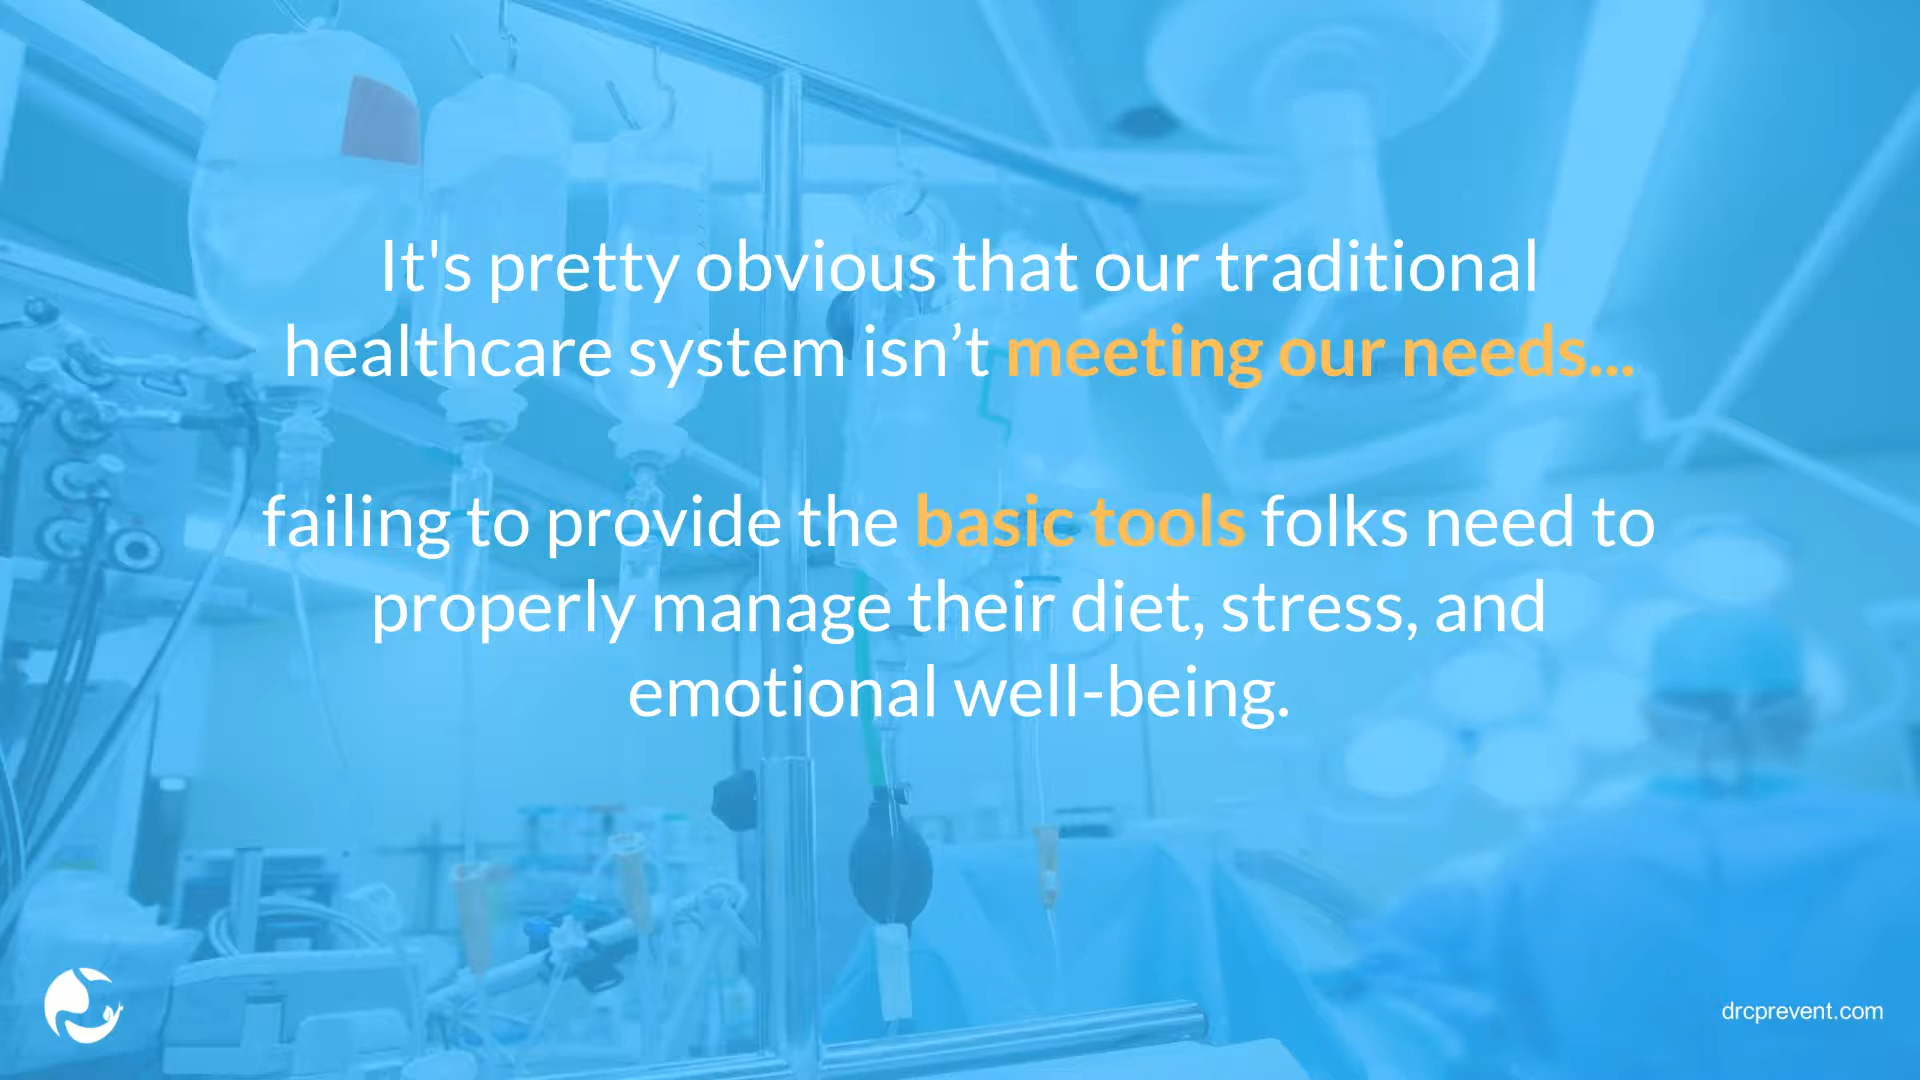 It's pretty obvious that our traditional
healthcare system isn’t meeting our needs...
failing to provide the basic tools folks need to
properly manage their diet, stress, and
emotional well-being.
drcprevent.com